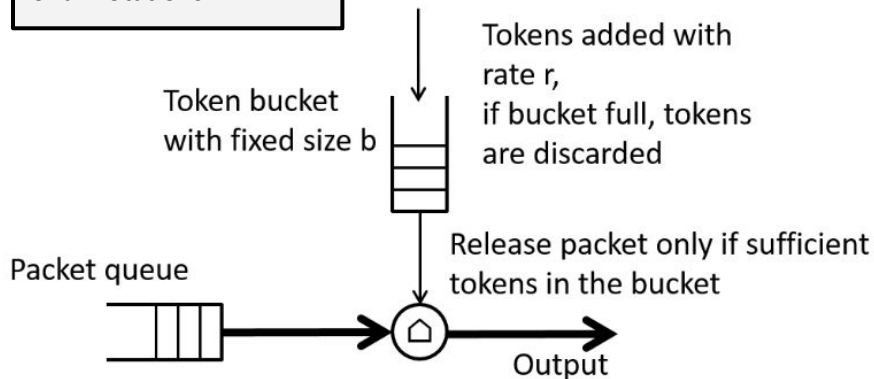 Tokens added with
rate r,
if bucket full, tokens
are discarded
Token bucket
with fixed size b
Release packet only if sufficient
tokens in the bucket
Packet queue
Output